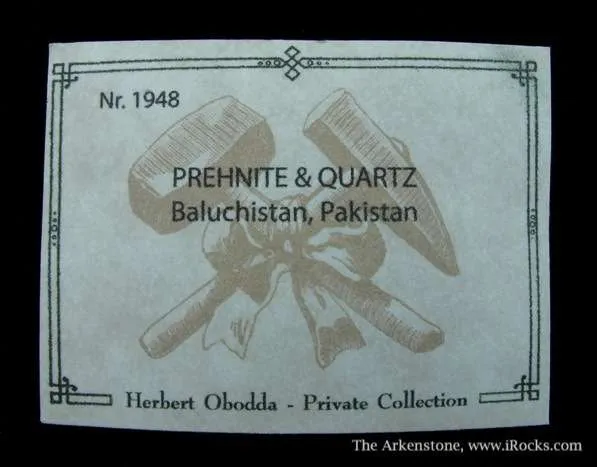 Nr. 1948
PREHNITE & QUARTZ
Baluchistan, Pakistan
Herbert Obodda - Private Collection
The Arkenstone, www.iRocks.com